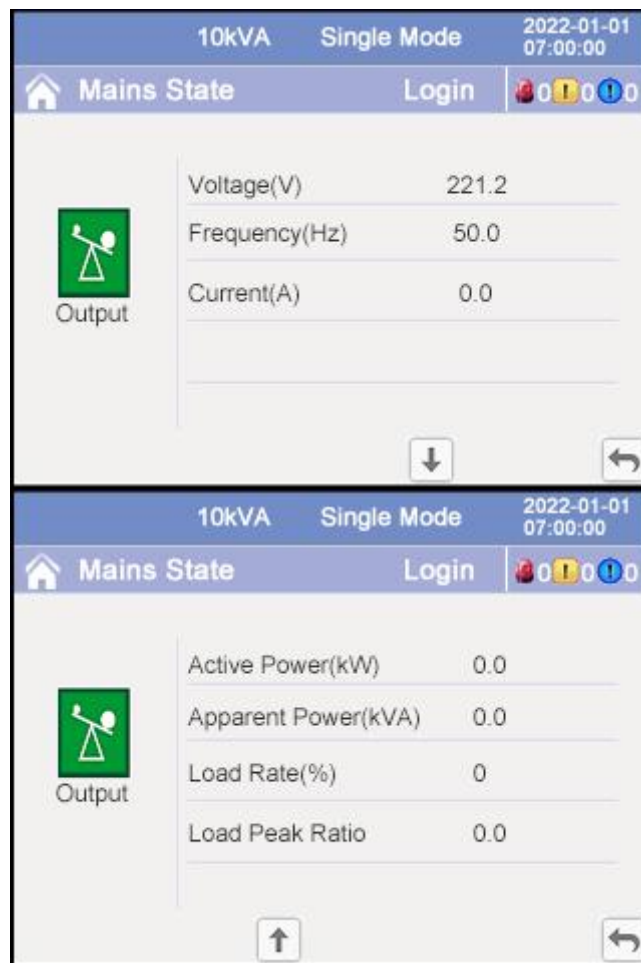 10kVA Single Mode 2022-01-01
07:00:00
Mains State Login 0 ! 0 ! 0
Voltage(V) 221.2
Frequency(Hz) 50.0
Current(A) 0.0
Output
10kVA Single Mode 2022-01-01
07:00:00
Mains State Login 0 ! 0 ! 0
Active Power(kW) 0.0
Apparent Power(kVA) 0.0
Load Rate(%) 0
Output
Load Peak Ratio 0.0